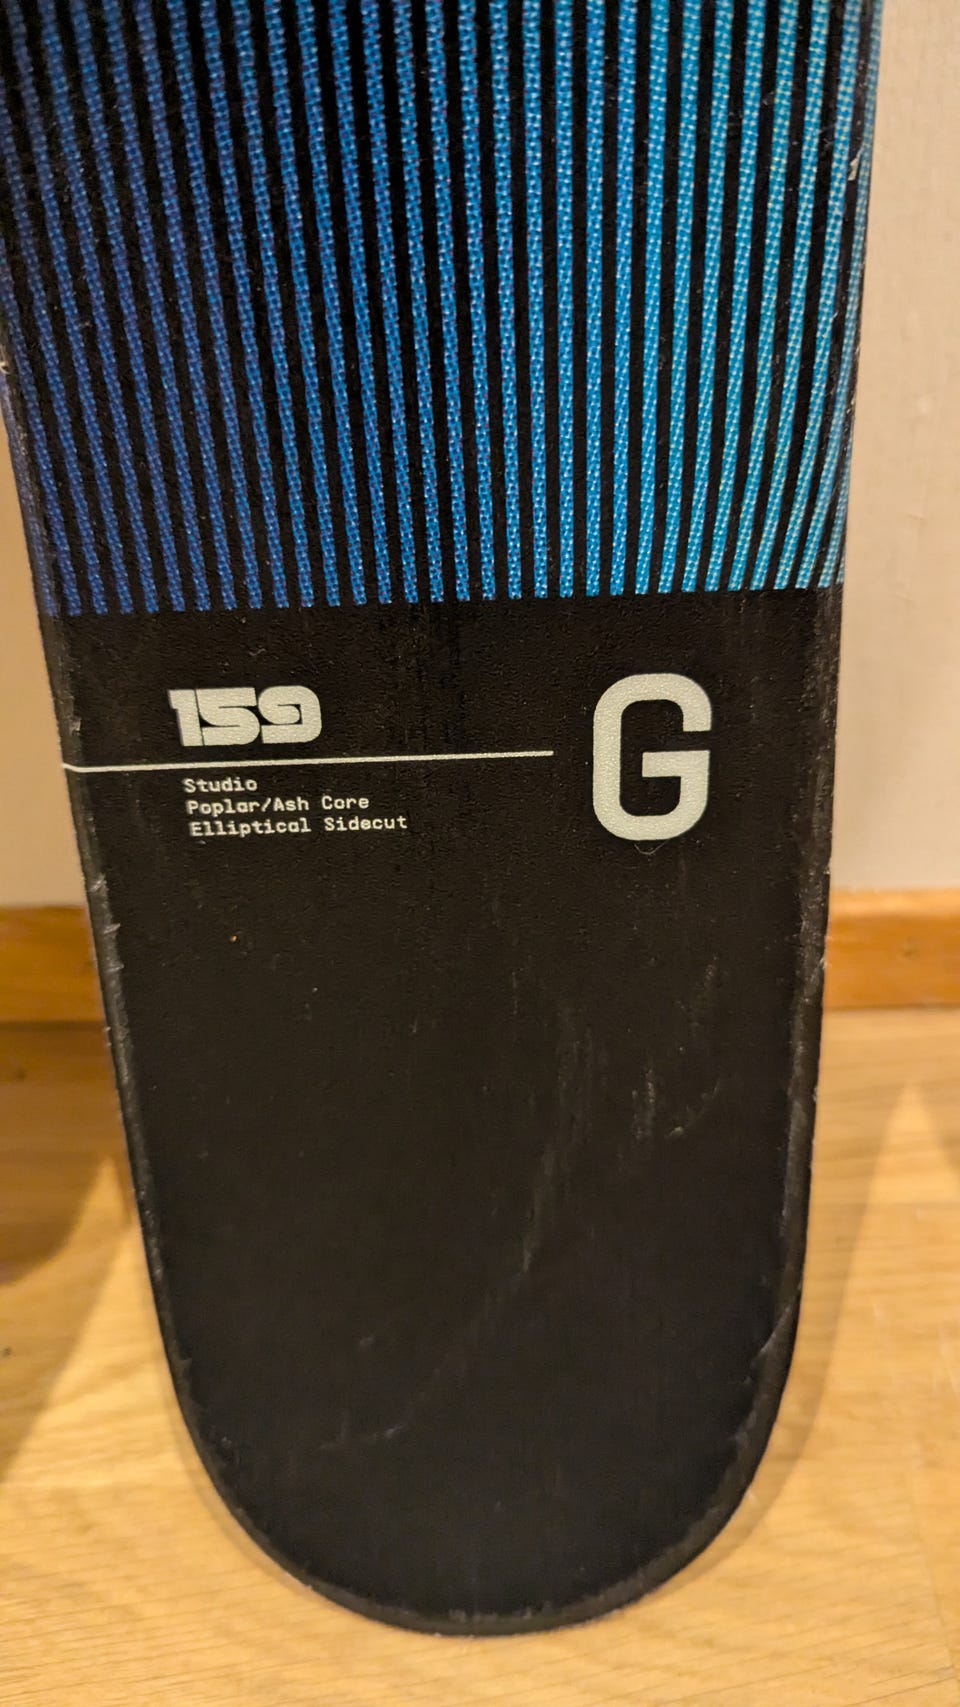 159
G
Studio
Poplar/Ash Core
Elliptical Sidecut